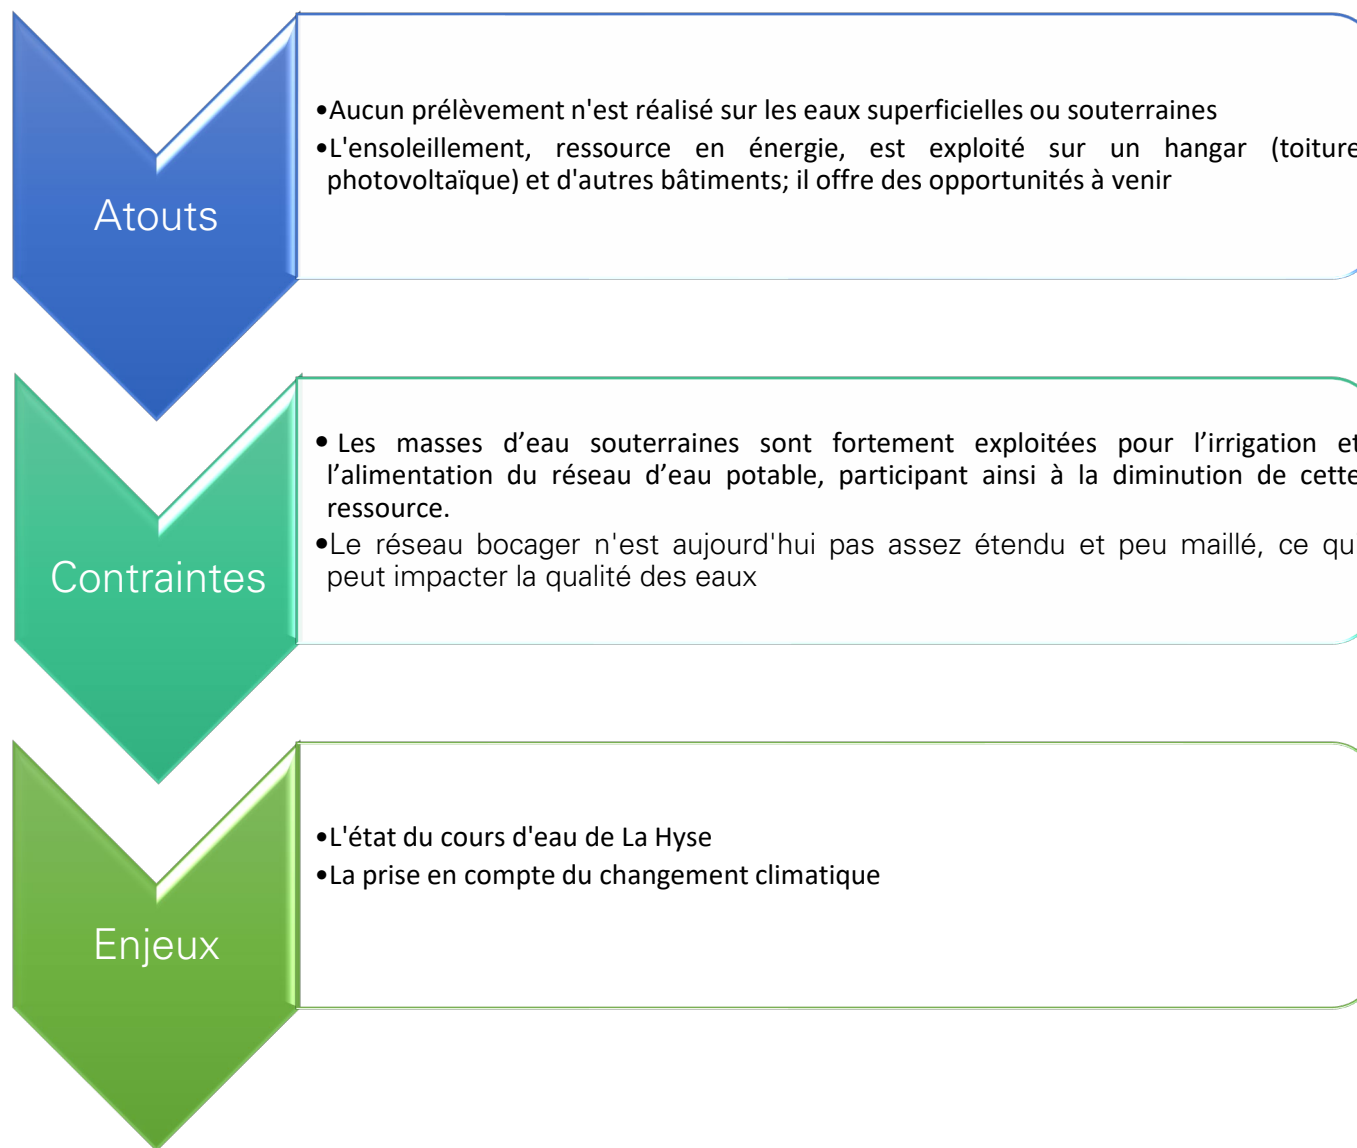 Atouts
•Aucun prélèvement n'est réalisé sur les eaux superficielles ou souterraines
•L'ensoleillement, ressource en énergie, est exploité sur un hangar (toiture
photovoltaïque) et d'autres bâtiments; il offre des opportunités à venir
Contraintes
• Les masses d’eau souterraines sont fortement exploitées pour l’irrigation et
l’alimentation du réseau d’eau potable, participant ainsi à la diminution de cette
ressource.
•Le réseau bocager n'est aujourd'hui pas assez étendu et peu maillé, ce qu
peut impacter la qualité des eaux
Enjeux
•L'état du cours d'eau de La Hyse
•La prise en compte du changement climatique